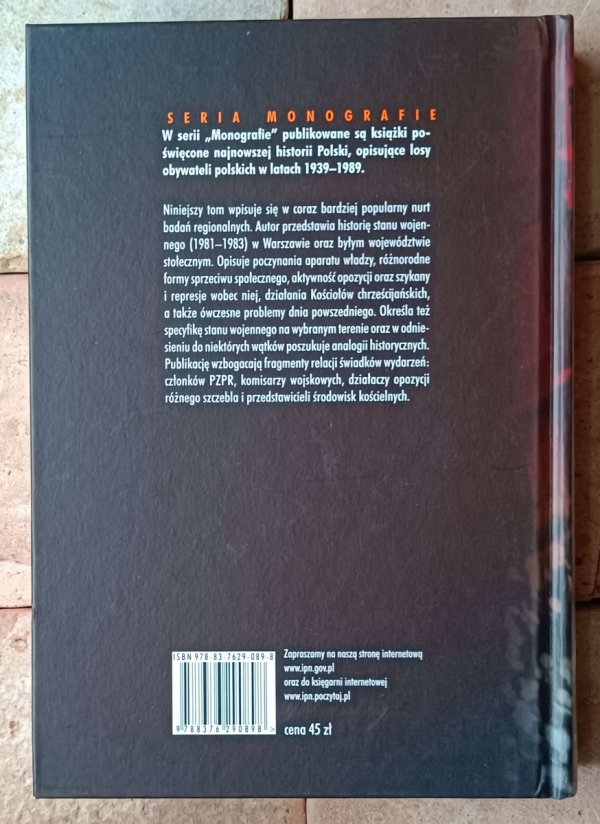 SERIA MONOGRAFIE
W serii „Monografie” publikowane są książki po-
święcone najnowszej historii Polski, opisujące losy
obywateli polskich w latach 1939–1989.
Niniejszy tom wpisuje się w coraz bardziej popularny nurt
badań regionalnych. Autor przedstawia historię stanu wojen-
nego (1981–1983) w Warszawie oraz byłym województwie
stołecznym. Opisuje poczynania aparatu władzy, różnorodne
formy sprzeciwu społecznego, aktywność opozycji oraz szykany
i represje wobec niej, działania Kościołów chrześcijańskich,
a także ówczesne problemy dnia powszedniego. Określa też
specyfikę stanu wojennego na wybranym terenie oraz w odnie-
sieniu do niektórych wątków poszukuje analogii historycznych.
Publikację wzbogacają fragmenty relacji świadków wydarzeń:
członków PZPR, komisarzy wojskowych, działaczy opozycji
różnego szczebla i przedstawicieli środowisk kościelnych.
ISBN 978 83-7629-089-8
9 788376 290898 >
Zapraszamy na naszą stronę internetową
www.ipn.gov.pl
oraz do księgarni internetowej
www.ipn.poczytaj.pl
cena 45 zł